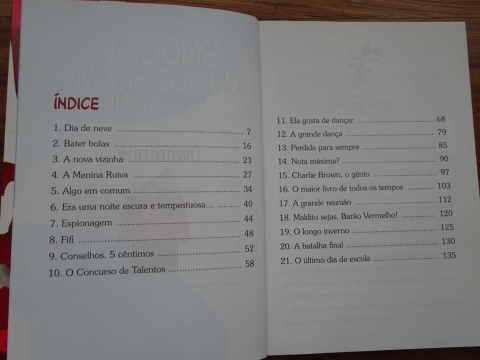 ÍNDICE
1. Dia de neve ........ 7
2. Bater bolas ........ 16
3. A nova vizinha ........ 23
4. A Menina Ruiva ........ 27
5. Algo em comum ........ 34
6. Era uma noite escura e tempestuosa... ........ 40
7. Espionagem ........ 44
8. Fifi ........ 48
9. Conselhos. 5 cêntimos ........ 52
10. O Concurso de Talentos ........ 58
11. Ela gosta de dançar ........ 68
12. A grande dança ........ 79
13. Perdida para sempre ........ 85
14. Nota máxima? ........ 90
15. Charlie Brown, o génio ........ 97
16. O maior livro de todos os tempos ........ 103
17. A grande reunião ........ 112
18. Maldito sejas, Barão Vermelho! ........ 120
19. O longo inverno ........ 125
20. A batalha final ........ 130
21. O último dia de escola ........ 135